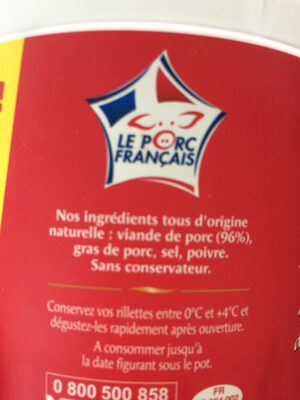 LE PORC
FRANÇAIS
Nos ingrédients tous d'origine
naturelle : viande de porc (96%),
gras de porc, sel, poivre.
Sans conservateur.
Conservez vos rillettes entre 0°C et +4°C et
dégustez-les rapidement après ouverture.
A consommer jusqu'à
la date figurant sous le pot.
0 800 500 858
FR